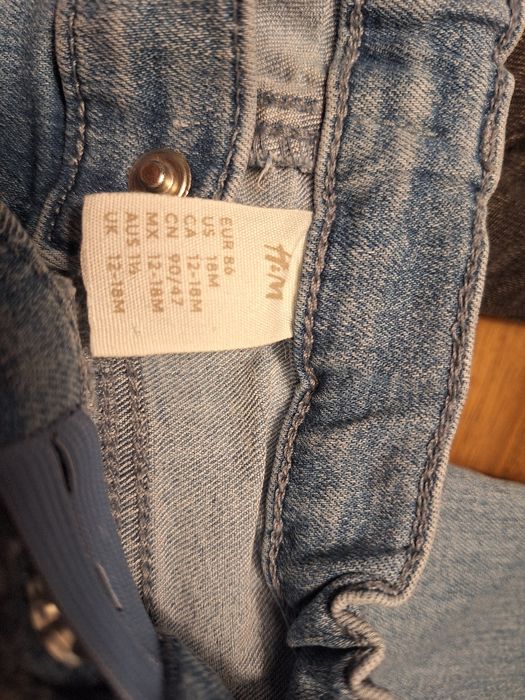 H&M
EUR 86
US 18M
CA 12-18M
CN 90/47
MX 12-18M
AUS 1½
UK 12-18M